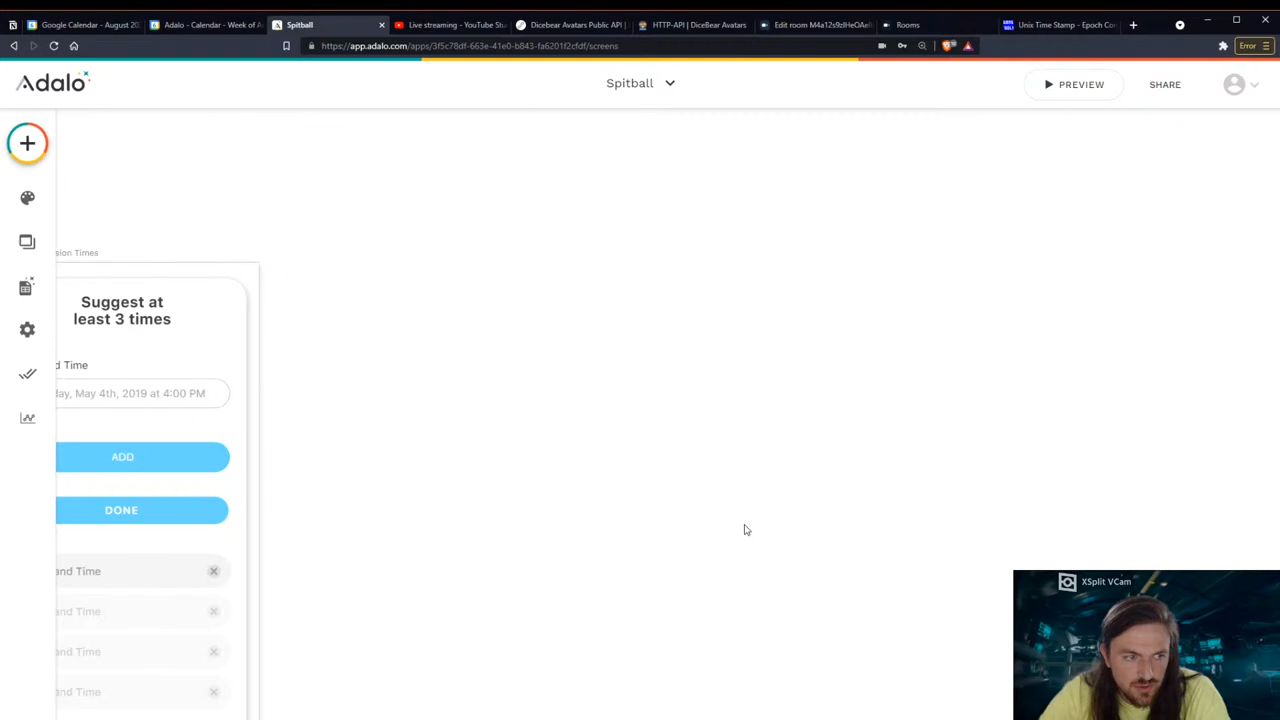 Google Calendar - August 20
Adalo - Calendar - Week of A
Spitball
Live streaming - YouTube Stu
Dicebear Avatars Public API |
HTTP-API | DiceBear Avatars
Edit room M4a12s9zIHeOAe
Rooms
Unix Time Stamp - Epoch Co
https://app.adalo.com/apps/3f5c78df-663e-41e0-b843-fa6201f2cfdf/screens
Error
Adalo
Spitball
PREVIEW
SHARE
sion Times
Suggest at
least 3 times
d Time
day, May 4th, 2019 at 4:00 PM
ADD
DONE
and Time
and Time
and Time
and Time
XSplit VCam